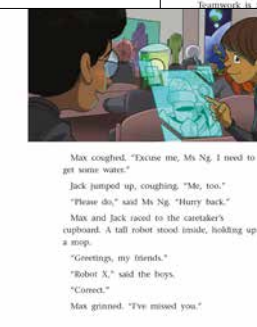 Teamwork is
Max coughed. "Excuse me, Ms Ng. I need to
get some water."
Jack jumped up, coughing. "Me, too."
"Please do," said Ms Ng. "Hurry back."
Max and Jack raced to the caretaker's
cupboard. A tall robot stood inside, holding up
a mop.
"Greetings, my friends."
"Robot X," said the boys.
"Correct."
Max grinned. "I've missed you."